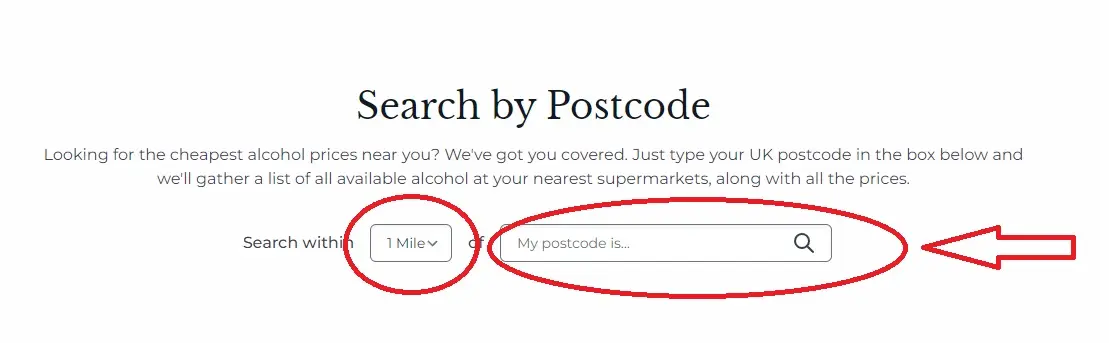 Search by Postcode
Looking for the cheapest alcohol prices near you? We've got you covered. Just type your UK postcode in the box below and
we'll gather a list of all available alcohol at your nearest supermarkets, along with all the prices.
Search within 1 Mile of My postcode is...